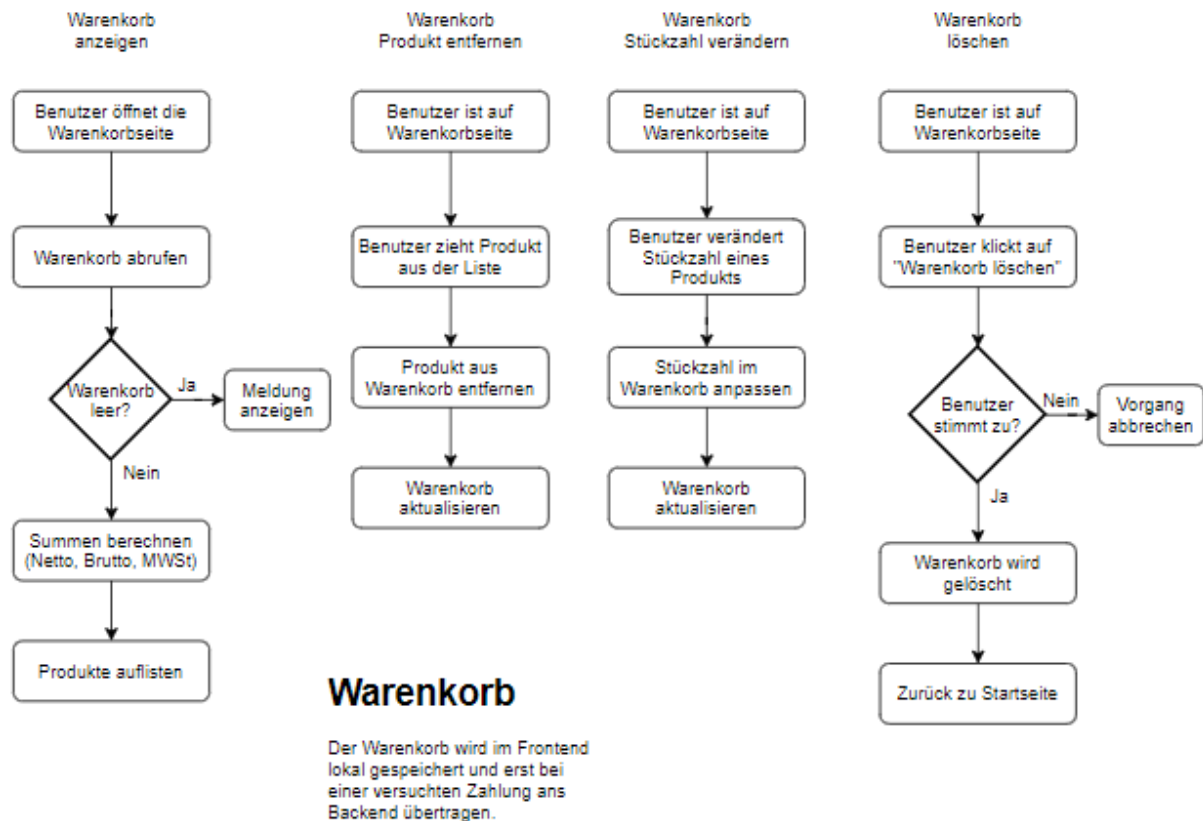 Warenkorb
anzeigen
Benutzer öffnet die
Warenkorbseite
Warenkorb abrufen
Warenkorb
leer?
Ja
Meldung
anzeigen
Nein
Summen berechnen
(Netto, Brutto, MWSt)
Produkte auflisten
Warenkorb
Produkt entfernen
Benutzer ist auf
Warenkorbseite
Benutzer zieht Produkt
aus der Liste
Produkt aus
Warenkorb entfernen
Warenkorb
aktualisieren
Warenkorb
Stückzahl verändern
Benutzer ist auf
Warenkorbseite
Benutzer verändert
Stückzahl eines
Produkts
Stückzahl im
Warenkorb anpassen
Warenkorb
aktualisieren
Warenkorb
löschen
Benutzer ist auf
Warenkorbseite
Benutzer klickt auf
"Warenkorb löschen"
Benutzer
stimmt zu?
Nein
Vorgang
abbrechen
Ja
Warenkorb wird
gelöscht
Zurück zu Startseite
Warenkorb
Der Warenkorb wird im Frontend
lokal gespeichert und erst bei
einer versuchten Zahlung ans
Backend übertragen.